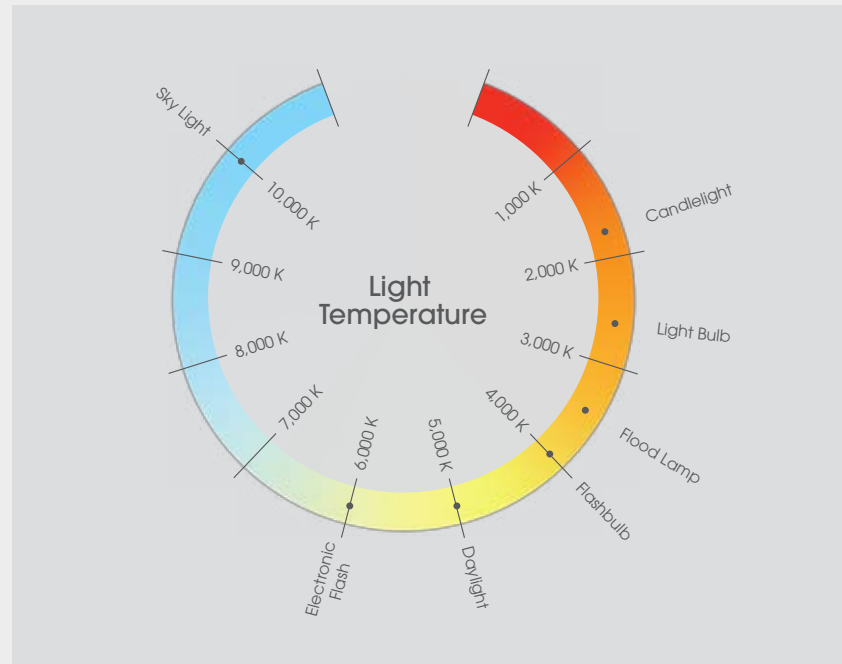 Light
Temperature
1,000 K
Candlelight
2,000 K
Light Bulb
3,000 K
Flood Lamp
4,000 K
Flashbulb
5,000 K
Daylight
6,000 K
Electronic
Flash
7,000 K
8,000 K
9,000 K
10,000 K
Sky Light